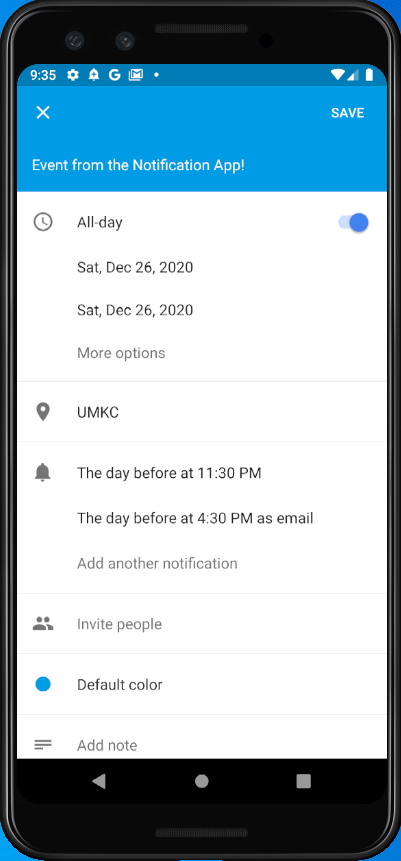 9:35
SAVE
Event from the Notification App!
All-day
Sat, Dec 26, 2020
Sat, Dec 26, 2020
More options
UMKC
The day before at 11:30 PM
The day before at 4:30 PM as email
Add another notification
Invite people
Default color
Add note